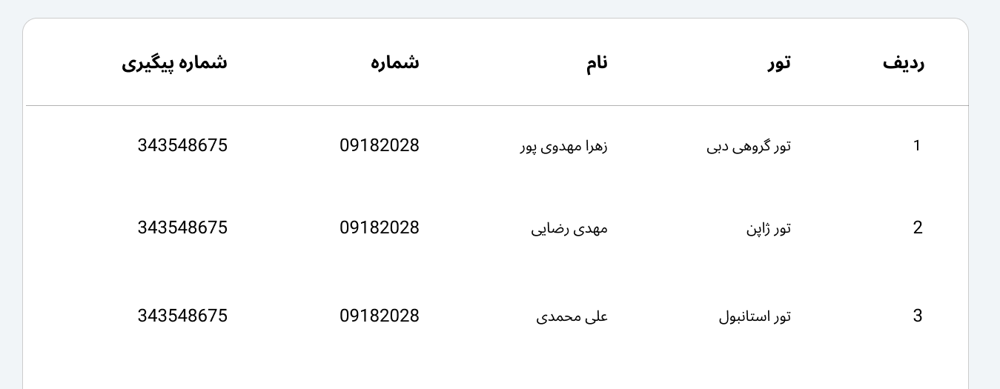 ردیف تور نام شماره شماره پیگیری
1 تور گروهی دبی زهرا مهدوی پور 09182028 343548675
2 تور ژاپن مهدی رضایی 09182028 343548675
3 تور استانبول علی محمدی 09182028 343548675